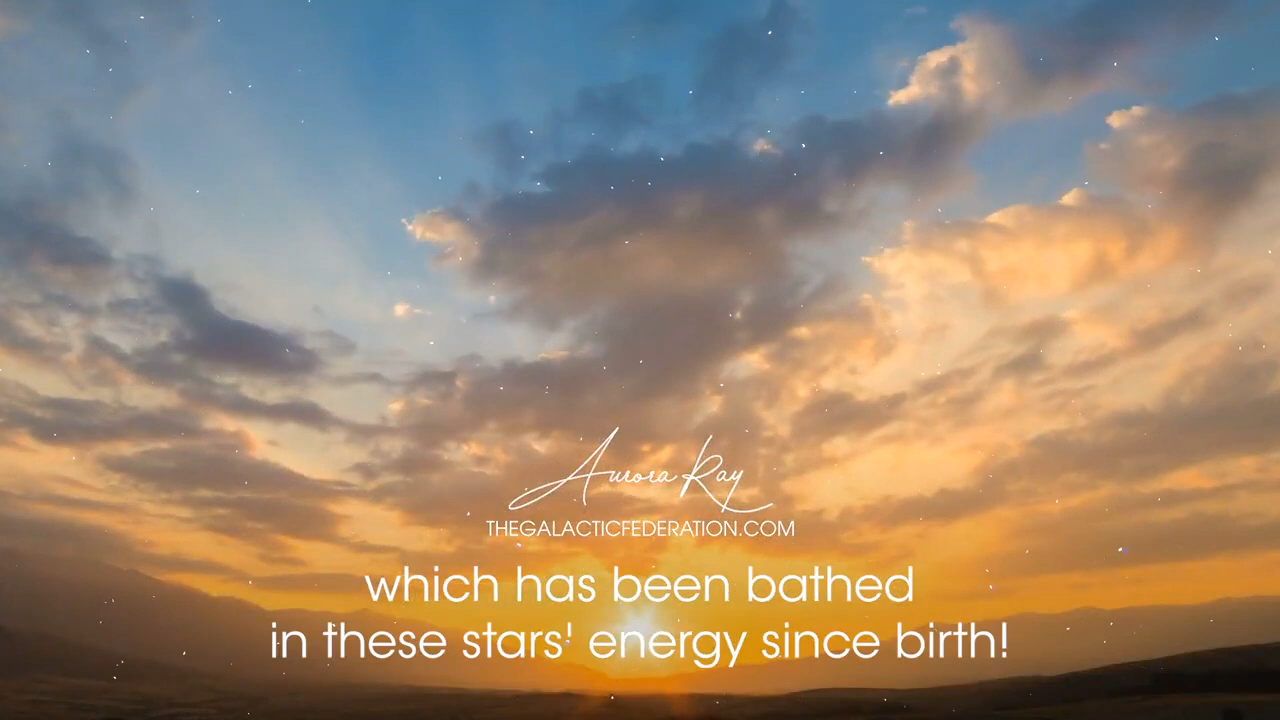 Aurora Ray
THEGALACTICFEDERATION.COM
which has been bathed
in these stars' energy since birth!